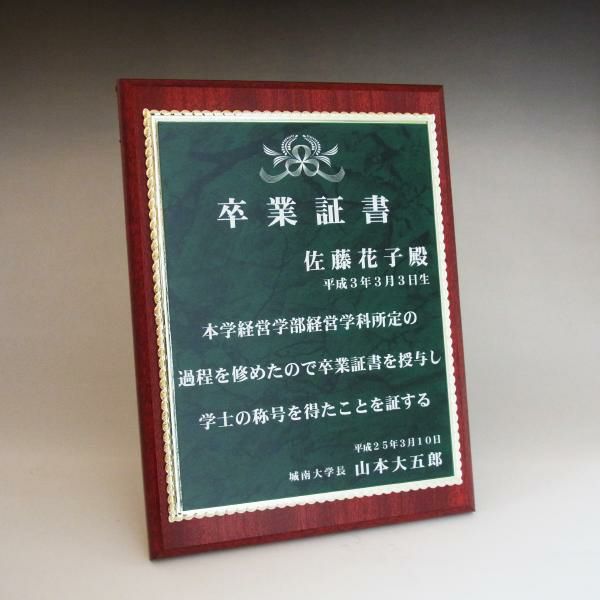 卒業証書
佐藤花子殿
平成3年3月3日生
本学経営学部経営学科所定の
過程を修めたので卒業証書を授与し
学士の称号を得たことを証する
平成25年3月10日
城南大学長 山本大五郎